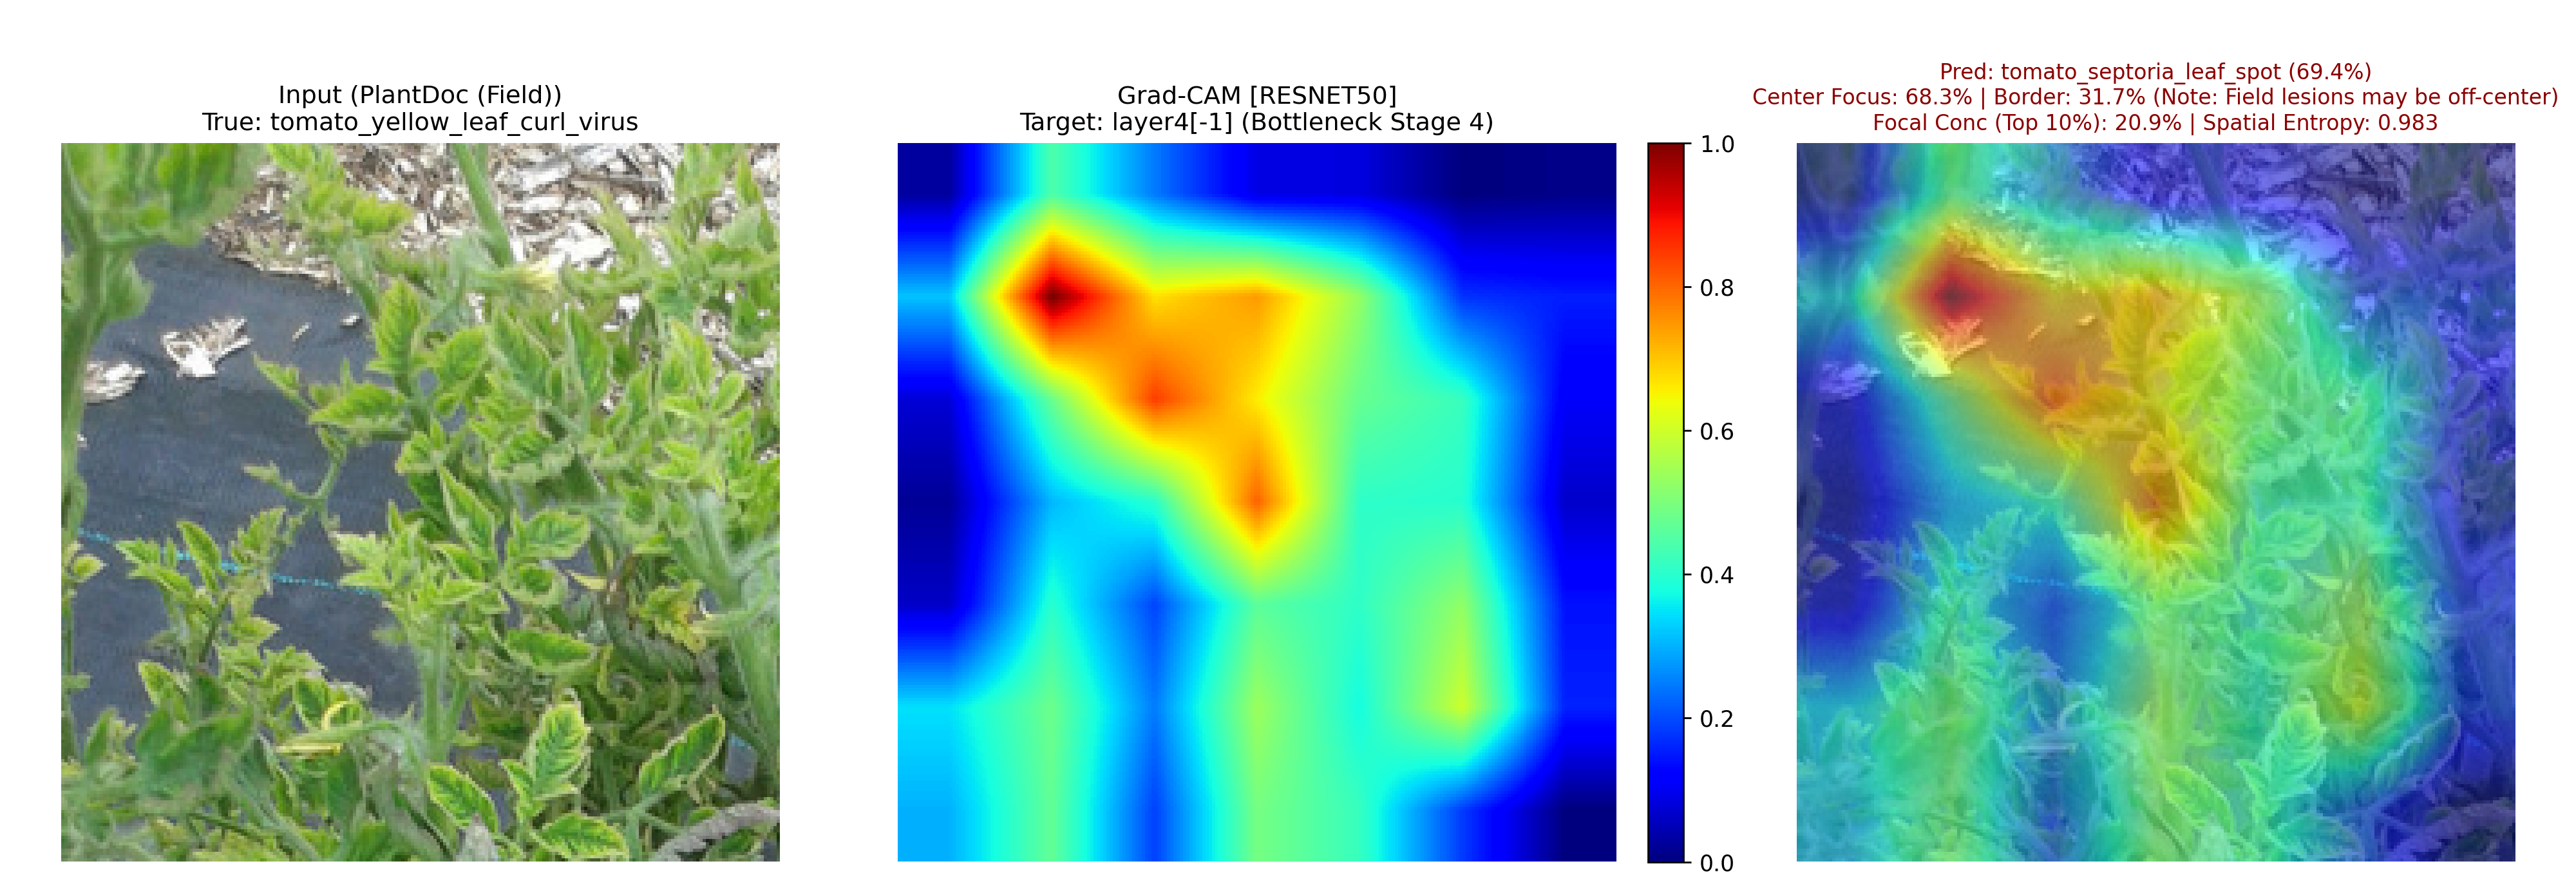 Input (PlantDoc (Field))
True: tomato_yellow_leaf_curl_virus
Grad-CAM [RESNET50]
Target: layer4[-1] (Bottleneck Stage 4)
1.0
0.8
0.6
0.4
0.2
0.0
Pred: tomato_septoria_leaf_spot (69.4%)
Center Focus: 68.3% | Border: 31.7% (Note: Field lesions may be off-center)
Focal Conc (Top 10%): 20.9% | Spatial Entropy: 0.983